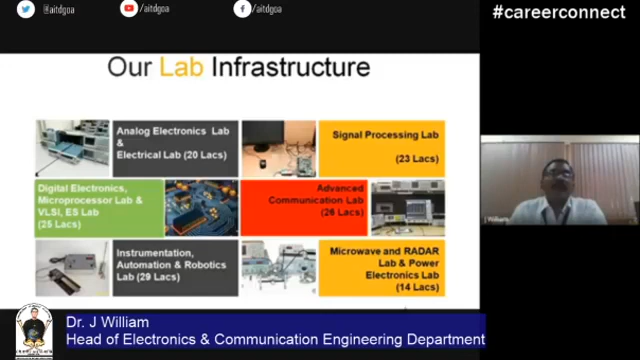 @aitdgoa
/aitdgoa
/aitdgoa
#careerconnect
Our Lab Infrastructure
Analog Electronics Lab
&
Electrical Lab (20 Lacs)
Signal Processing Lab
(23 Lacs)
Digital Electronics,
Microprocessor Lab &
VLSI, ES Lab
(25 Lacs)
Advanced
Communication Lab
(26 Lacs)
Instrumentation,
Automation & Robotics
Lab (29 Lacs)
Microwave and RADAR
Lab & Power
Electronics Lab
(14 Lacs)
J William
Dr. J William
Head of Electronics & Communication Engineering Department